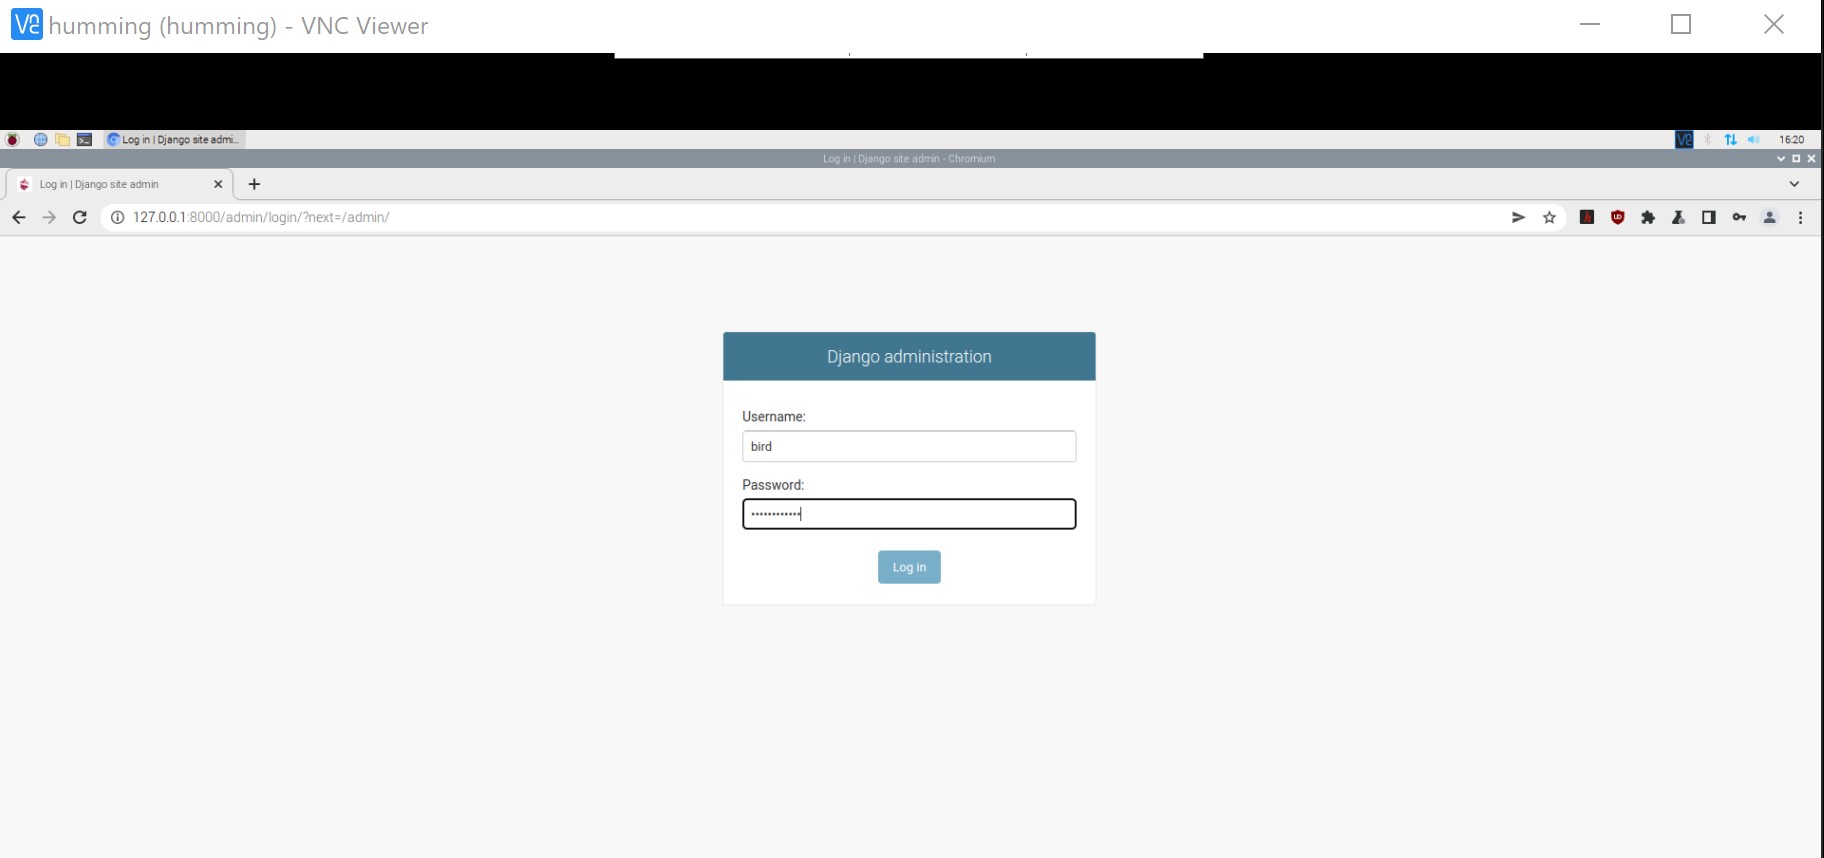 humming (humming) - VNC Viewer
Log in | Django site admi...
16:20
Log in | Django site admin - Chromium
Log in | Django site admin
127.0.0.1:8000/admin/login/?next=/admin/
Django administration
Username:
bird
Password:
••••••••••••
Log in